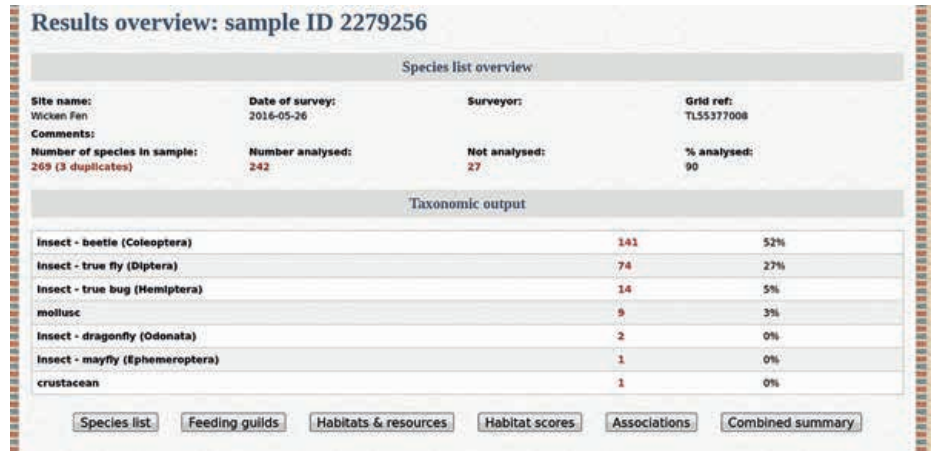 Results overview: sample ID 2279256
Species list overview
Site name: Date of survey: Surveyor: Grid ref:
Wicken Fen 2016-05-26 TL55377008
Comments:
Number of species in sample: Number analysed: Not analysed: % analysed:
269 (3 duplicates) 242 27 90
Taxonomic output
Insect - beetle (Coleoptera) 141 52%
Insect - true fly (Diptera) 74 27%
Insect - true bug (Hemiptera) 14 5%
mollusc 9 3%
Insect - dragonfly (Odonata) 2 0%
Insect - mayfly (Ephemeroptera) 1 0%
crustacean 1 0%
Species list Feeding guilds Habitats & resources Habitat scores Associations Combined summary